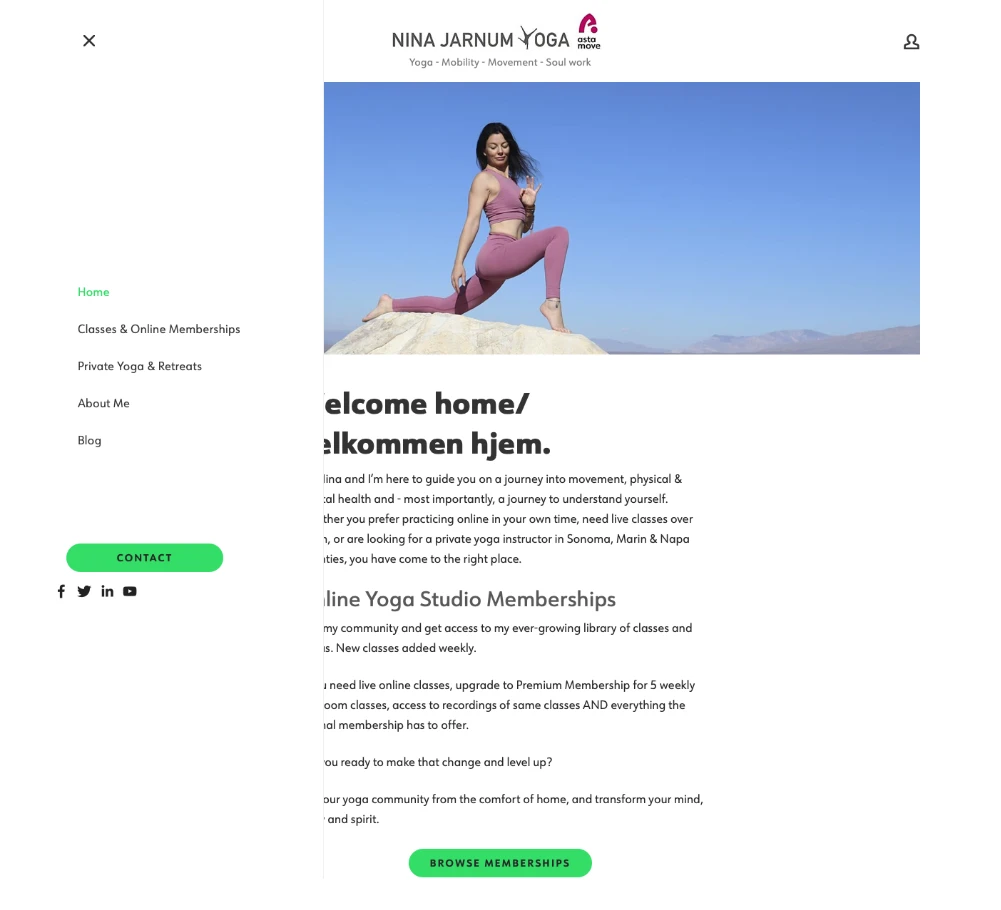 NINA JARNUM YOGA
asta
move
Yoga - Mobility - Movement - Soul work
Home
Classes & Online Memberships
Private Yoga & Retreats
About Me
Blog
CONTACT
elcome home/
elkommen hjem.
and I'm here to guide you on a journey into movement, physical &
health and - most importantly, a journey to understand yourself.
you prefer practicing online in your own time, need live classes over
or are looking for a private yoga instructor in Sonoma, Marin & Napa
you have come to the right place.
line Yoga Studio Memberships
my community and get access to my ever-growing library of classes and
New classes added weekly.
need live online classes, upgrade to Premium Membership for 5 weekly
oom classes, access to recordings of same classes AND everything the
membership has to offer.
you ready to make that change and level up?
our yoga community from the comfort of home, and transform your mind,
and spirit.
BROWSE MEMBERSHIPS